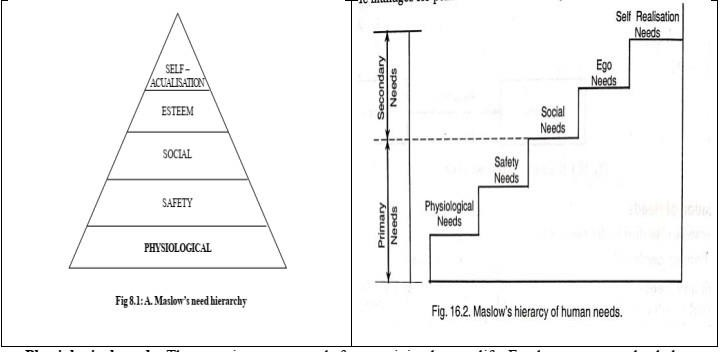 SELF –
ACUALISATION
ESTEEM
SOCIAL
SAFETY
PHYSIOLOGICAL
Fig 8.1: A. Maslow's need hierarchy
Self Realisation
Needs
Ego
Needs
Social
Needs
Safety
Needs
Physiological
Needs
Secondary
Needs
Primary
Needs
Fig. 16.2. Maslow's hierarcy of human needs.